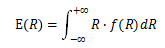 E(R) = ∫_{−∞}^{+∞} R · f(R)dR